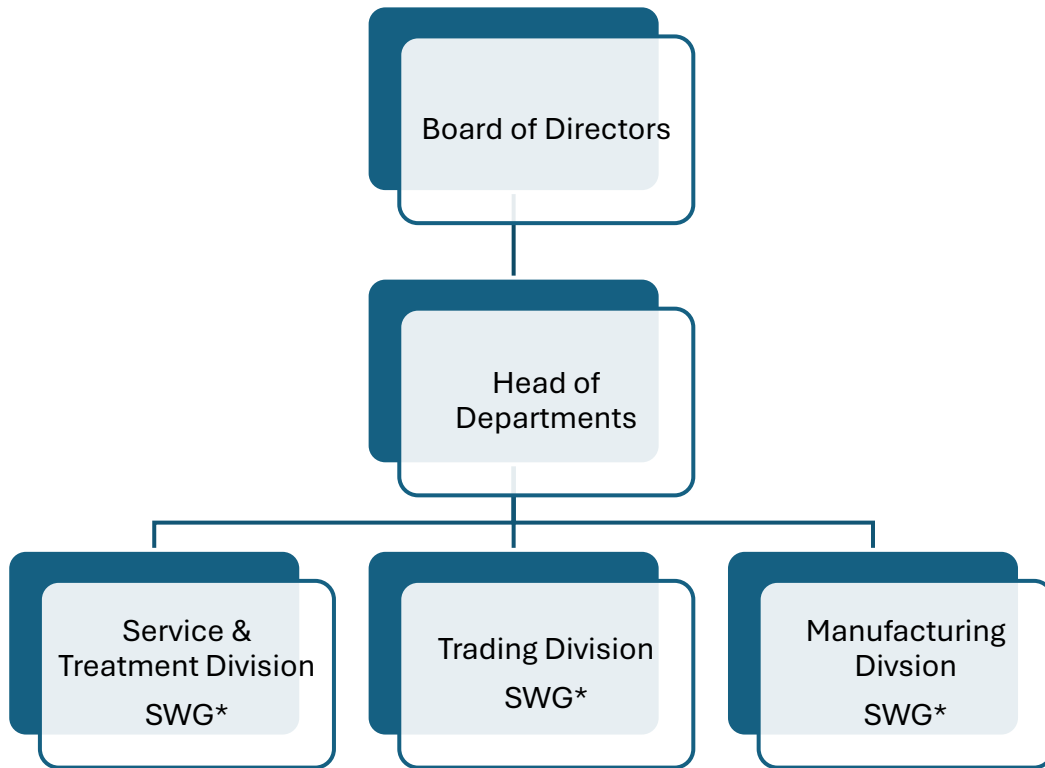 Board of Directors
Head of
Departments
Service &
Treatment Division
SWG*
Trading Division
SWG*
Manufacturing
Divsion
SWG*